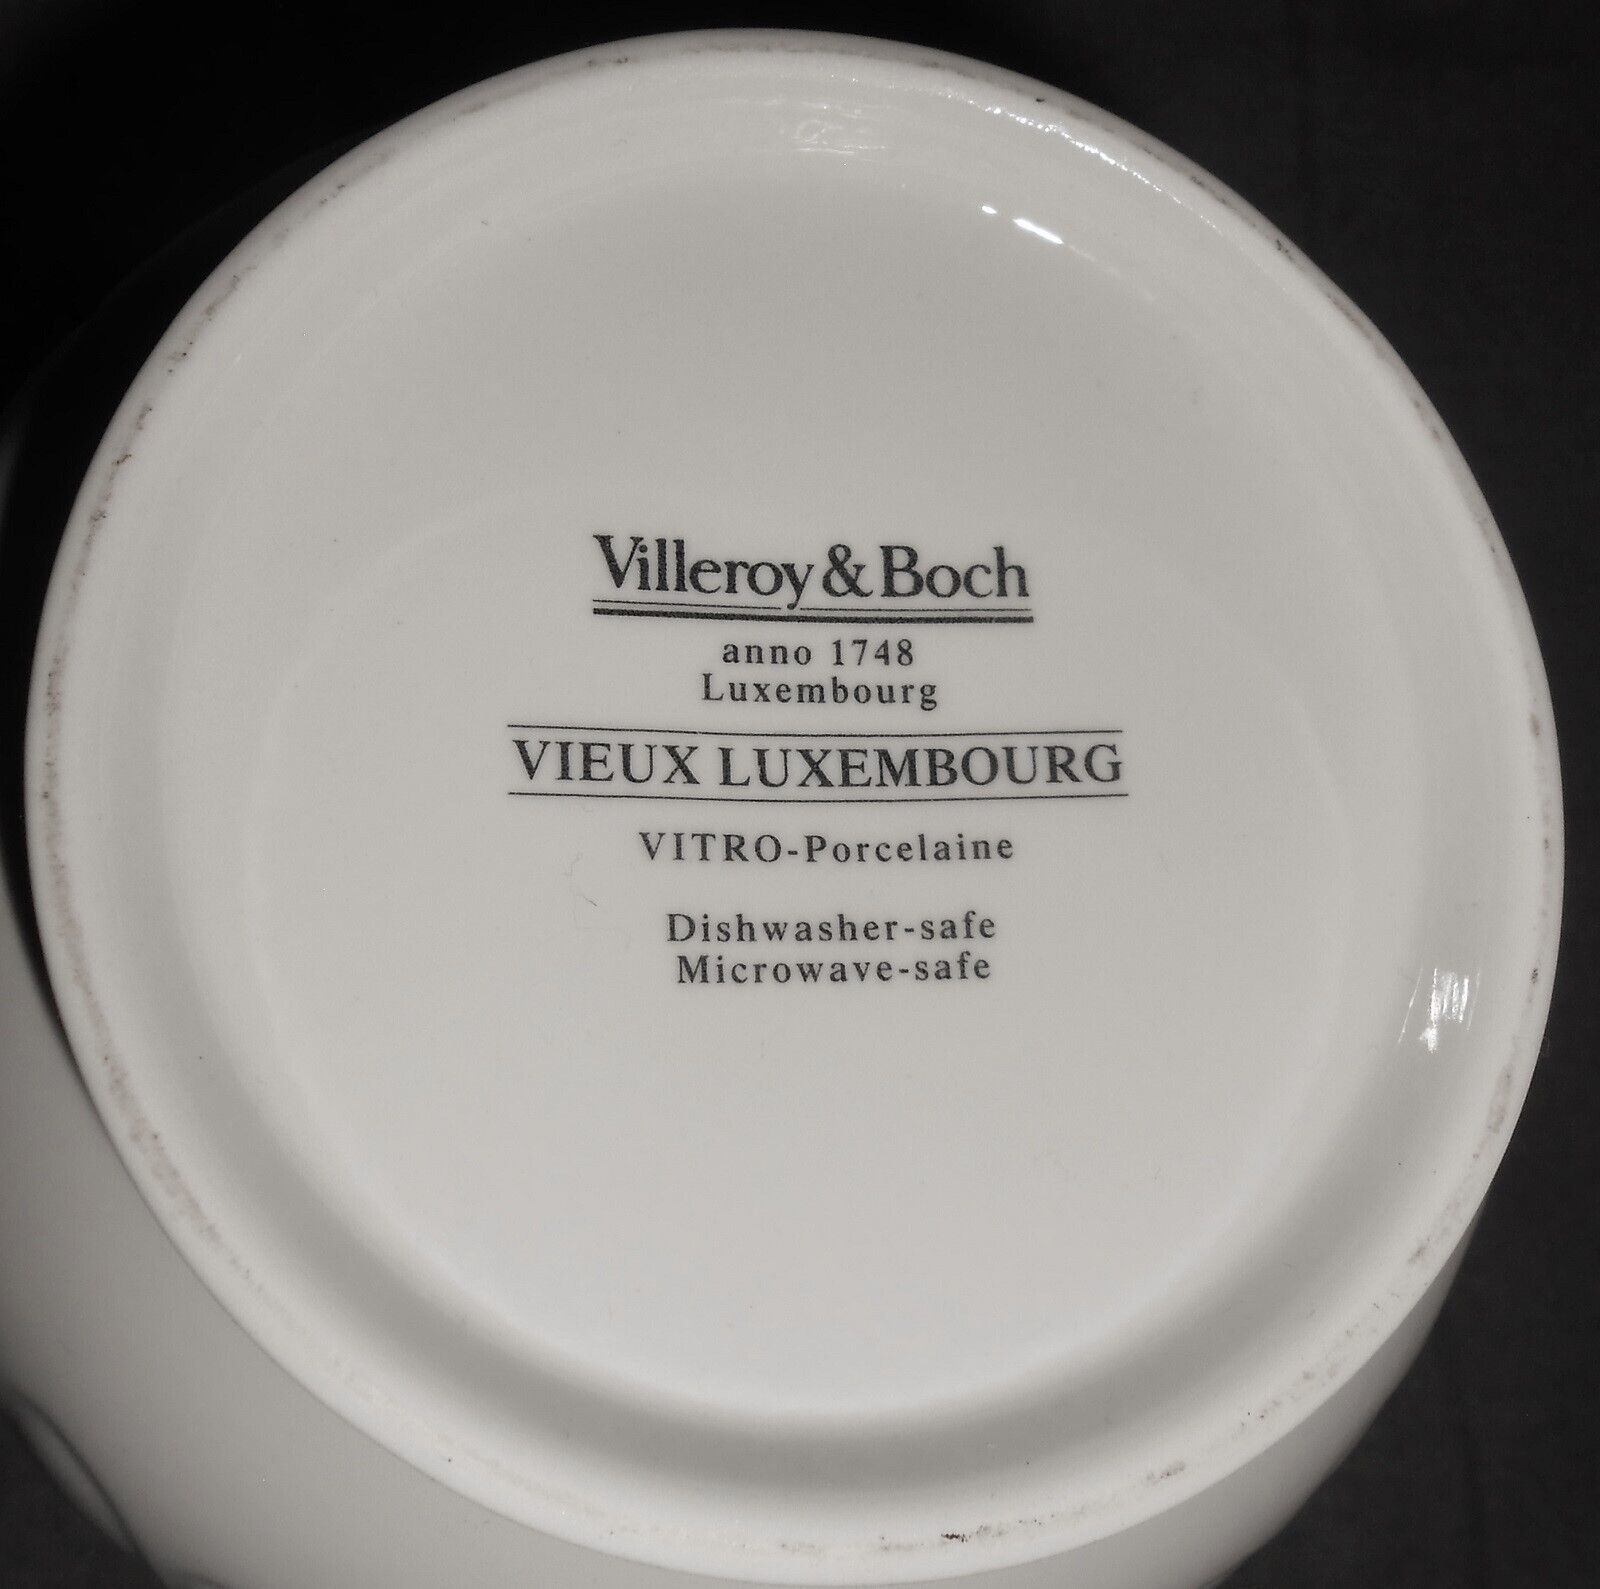 Villeroy & Boch
anno 1748
Luxembourg
VIEUX LUXEMBOURG
VITRO-Porcelaine
Dishwasher-safe
Microwave-safe